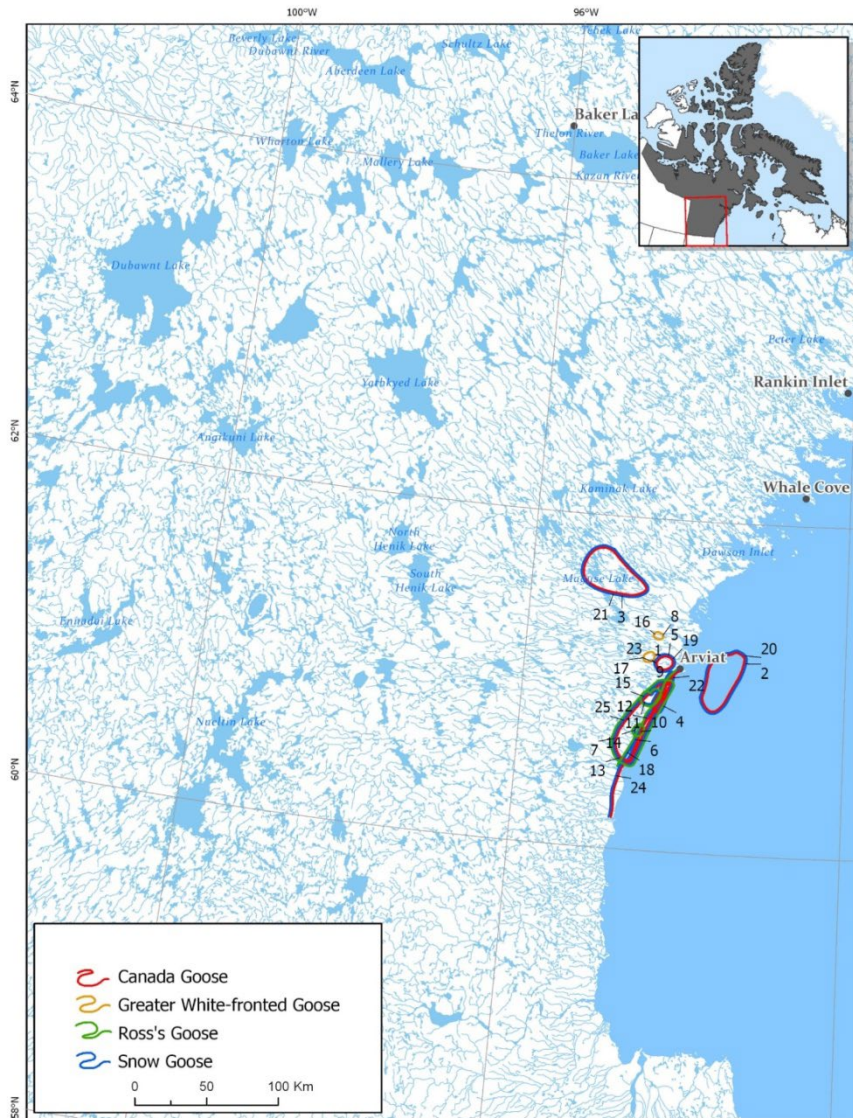 100°W
96°W
Beverly Lake
Dubawnt River
Schultz Lake
Tehek Lake
Aberdeen Lake
64°N
Baker La
Wharton Lake
Thelon River
Mallery Lake
Baker Lake
Kazan River
Dubawnt Lake
Peter Lake
Yathkyed Lake
Rankin Inlet
62°N
Angikuni Lake
Whale Cove
Kaminak Lake
North
Henik Lake
Dawson Inlet
South
Henik Lake
Maguse Lake
21
3
Ennadai Lake
16
8
5
23
1
19
Arviat
20
17
9
2
15
22
12
25
11
10
4
Nueltin Lake
14
7
6
13
18
24
60°N
Canada Goose
Greater White-fronted Goose
Ross's Goose
Snow Goose
0 50 100 Km
58°N